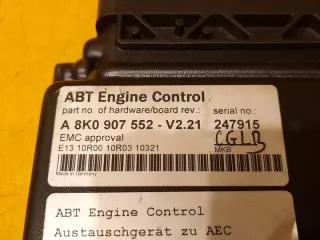 ABT Engine Control
part no. of hardware/board rev.: serial no.:
A 8K0 907 552 - V2.21 247915
EMC approval CGLB
E13 10R00 10R03 10321 MKB
Made in Germany
ABT Engine Control
Austauschgerät zu AEC